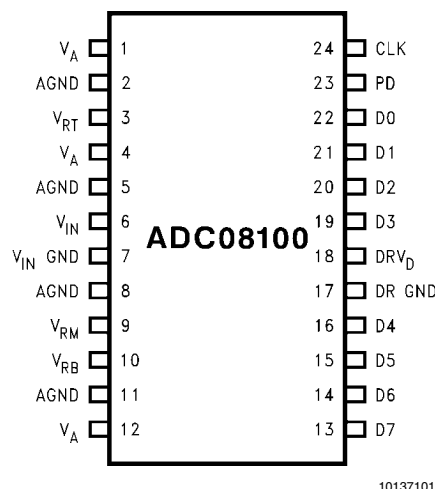 V_A 1 24 CLK
AGND 2 23 PD
V_RT 3 22 D0
V_A 4 21 D1
AGND 5 20 D2
V_IN 6 19 D3
ADC08100
V_IN GND 7 18 DRV_D
AGND 8 17 DR GND
V_RM 9 16 D4
V_RB 10 15 D5
AGND 11 14 D6
V_A 12 13 D7
10137101